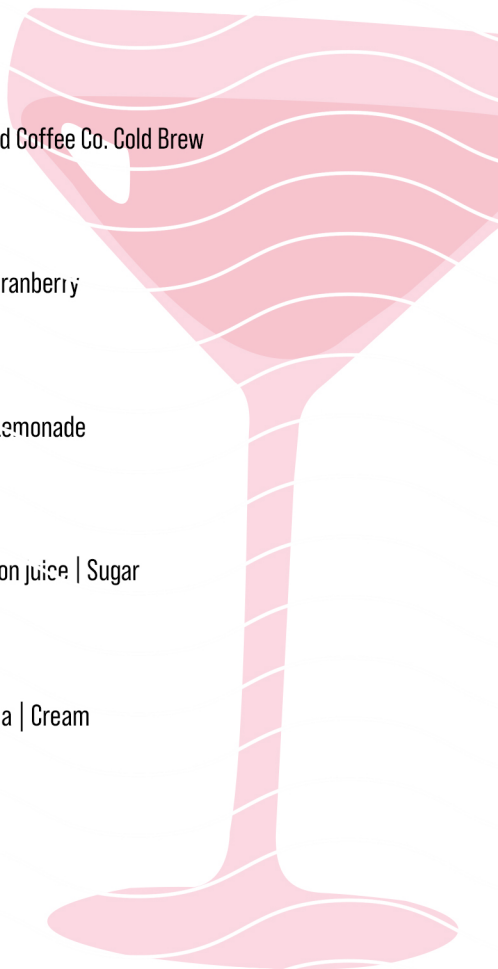 d Coffee Co. Cold Brew
ranberry
emonade
on juice | Sugar
a | Cream